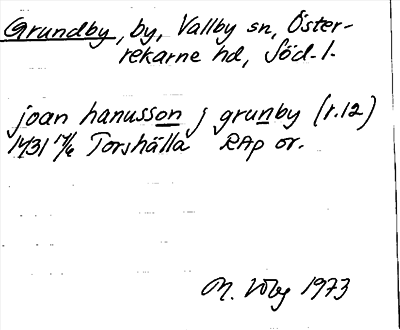 Grundby, by, Vallby sn, Öster-
rekarne hd, Söd. l.
joan hanusson j grunby (r.12)
1431 17/6 Torshälla RAp or.
M. Wbg 1973